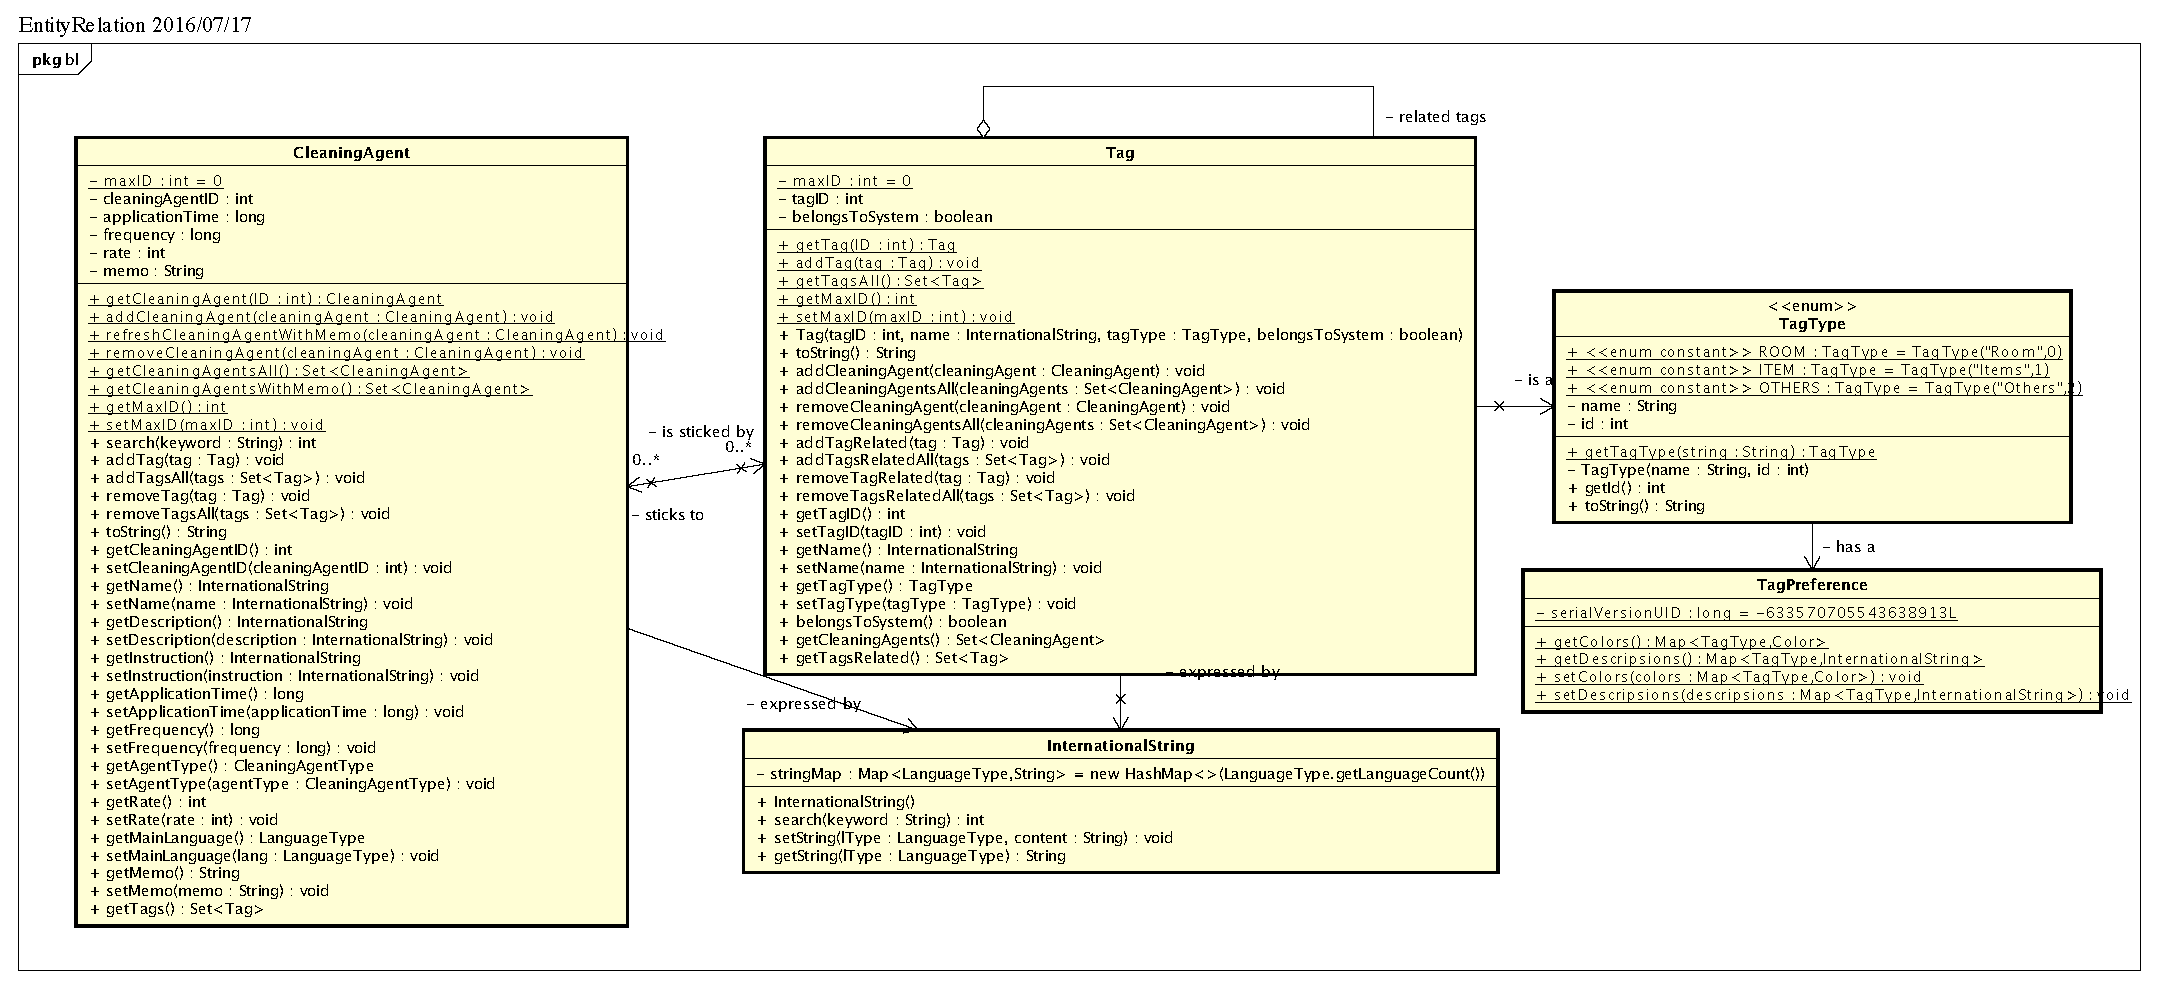 EntityRelation 2016/07/17
pkg bl
CleaningAgent
– maxID : int = 0
– cleaningAgentID : int
– applicationTime : long
– frequency : long
– rate : int
– memo : String
+ getCleaningAgent(ID : int) : CleaningAgent
+ addCleaningAgent(cleaningAgent : CleaningAgent) : void
+ refreshCleaningAgentWithMemo(cleaningAgent : CleaningAgent) : void
+ removeCleaningAgent(cleaningAgent : CleaningAgent) : void
+ getCleaningAgentsAll() : Set<CleaningAgent>
+ getCleaningAgentsWithMemo() : Set<CleaningAgent>
+ getMaxID() : int
+ setMaxID(maxID : int) : void
+ search(keyword : String) : int
+ addTag(tag : Tag) : void
+ addTagsAll(tags : Set<Tag>) : void
+ removeTag(tag : Tag) : void
+ removeTagsAll(tags : Set<Tag>) : void
+ toString() : String
+ getCleaningAgentID() : int
+ setCleaningAgentID(cleaningAgentID : int) : void
+ getName() : InternationalString
+ setName(name : InternationalString) : void
+ getDescription() : InternationalString
+ setDescription(description : InternationalString) : void
+ getInstruction() : InternationalString
+ setInstruction(instruction : InternationalString) : void
+ getApplicationTime() : long
+ setApplicationTime(applicationTime : long) : void
+ getFrequency() : long
+ setFrequency(frequency : long) : void
+ getAgentType() : CleaningAgentType
+ setAgentType(agentType : CleaningAgentType) : void
+ getRate() : int
+ setRate(rate : int) : void
+ getMainLanguage() : LanguageType
+ setMainLanguage(lang : LanguageType) : void
+ getMemo() : String
+ setMemo(memo : String) : void
+ getTags() : Set<Tag>
– is sticked by
0..*
0..*
– sticks to
– related tags
Tag
– maxID : int = 0
– tagID : int
– belongsToSystem : boolean
+ getTag(ID : int) : Tag
+ addTag(tag : Tag) : void
+ getTagsAll() : Set<Tag>
+ getMaxID() : int
+ setMaxID(maxID : int) : void
+ Tag(tagID : int, name : InternationalString, tagType : TagType, belongsToSystem : boolean)
+ toString() : String
+ addCleaningAgent(cleaningAgent : CleaningAgent) : void
+ addCleaningAgentsAll(cleaningAgents : Set<CleaningAgent>) : void
+ removeCleaningAgent(cleaningAgent : CleaningAgent) : void
+ removeCleaningAgentsAll(cleaningAgents : Set<CleaningAgent>) : void
+ addTagRelated(tag : Tag) : void
+ addTagsRelatedAll(tags : Set<Tag>) : void
+ removeTagRelated(tag : Tag) : void
+ removeTagsRelatedAll(tags : Set<Tag>) : void
+ getTagID() : int
+ setTagID(tagID : int) : void
+ getName() : InternationalString
+ setName(name : InternationalString) : void
+ getTagType() : TagType
+ setTagType(tagType : TagType) : void
+ belongsToSystem() : boolean
+ getCleaningAgents() : Set<CleaningAgent>
+ getTagsRelated() : Set<Tag>
– expressed by
– expressed by
InternationalString
– stringMap : Map<LanguageType,String> = new HashMap<>(LanguageType.getLanguageCount())
+ InternationalString()
+ search(keyword : String) : int
+ setString(lType : LanguageType, content : String) : void
+ getString(lType : LanguageType) : String
– is a
<<enum>>
TagType
+ <<enum constant>> ROOM : TagType = TagType("Room",0)
+ <<enum constant>> ITEM : TagType = TagType("Items",1)
+ <<enum constant>> OTHERS : TagType = TagType("Others",2)
– name : String
– id : int
+ getTagType(string : String) : TagType
– TagType(name : String, id : int)
+ getId() : int
+ toString() : String
– has a
TagPreference
– serialVersionUID : long = –6335707055436389​13L
+ getColors() : Map<TagType,Color>
+ getDescripsions() : Map<TagType,InternationalString>
+ setColors(colors : Map<TagType,Color>) : void
+ setDescripsions(descripsions : Map<TagType,InternationalString>) : void